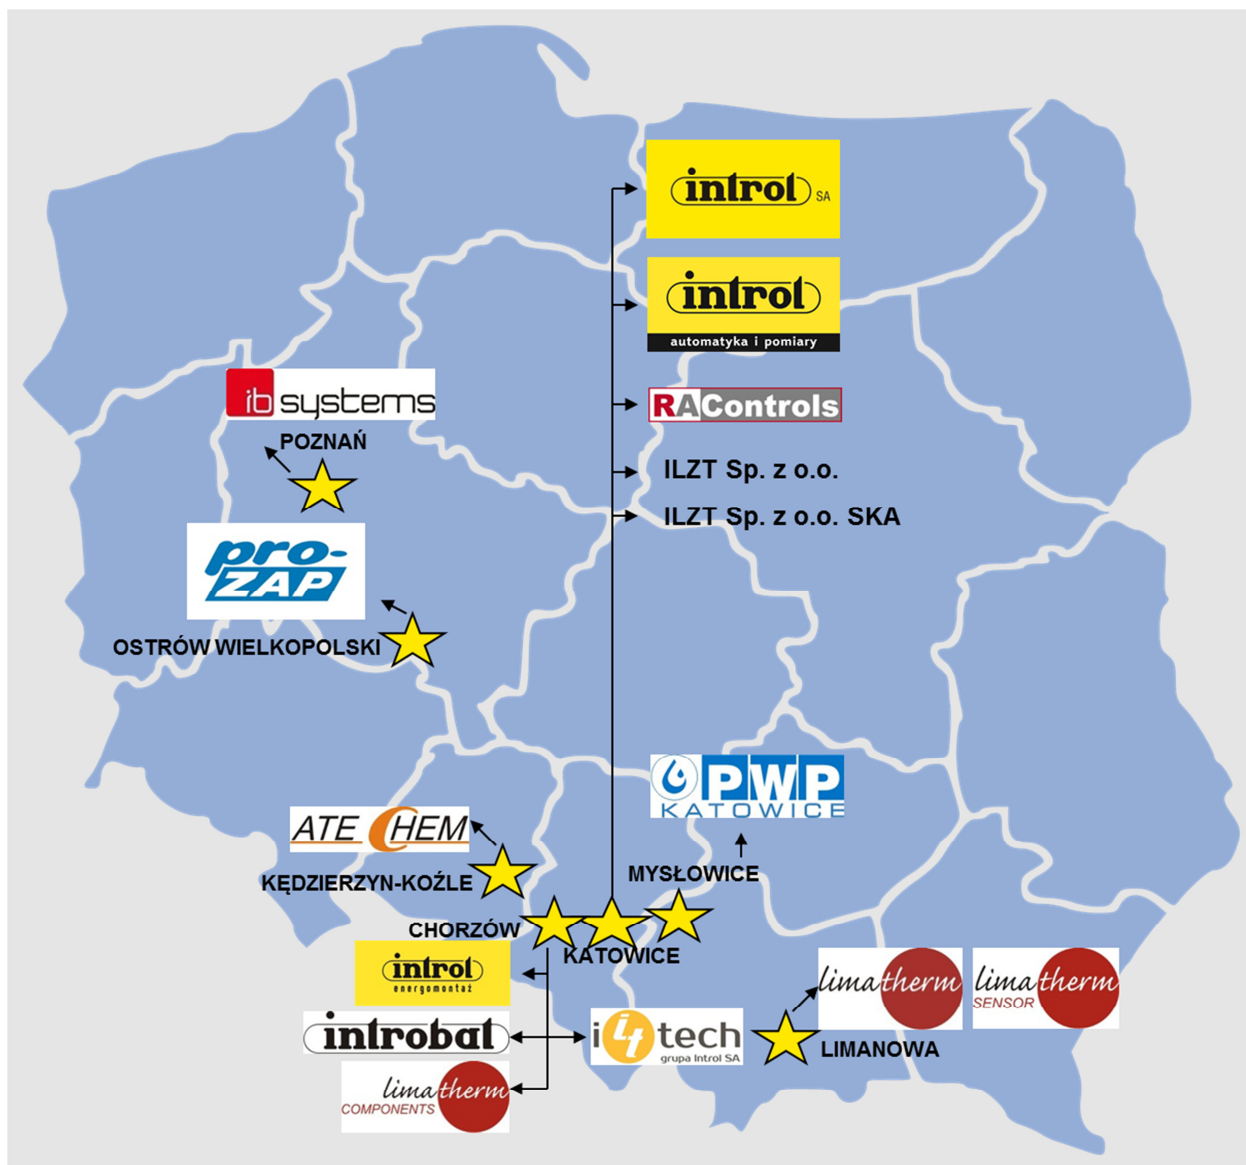 introl SA
introl
automatyka i pomiary
RAControls
ILZT Sp. z o.o.
ILZT Sp. z o.o. SKA
ib systems
POZNAŃ
pro-
ZAP
OSTRÓW WIELKOPOLSKI
PWP
KATOWICE
MYSŁOWICE
ATECHEM
KĘDZIERZYN-KOŹLE
CHORZÓW
KATOWICE
introl
energomontaż
introbat
limatherm
COMPONENTS
i4tech
grupa Introl SA
limatherm
limatherm
SENSOR
LIMANOWA